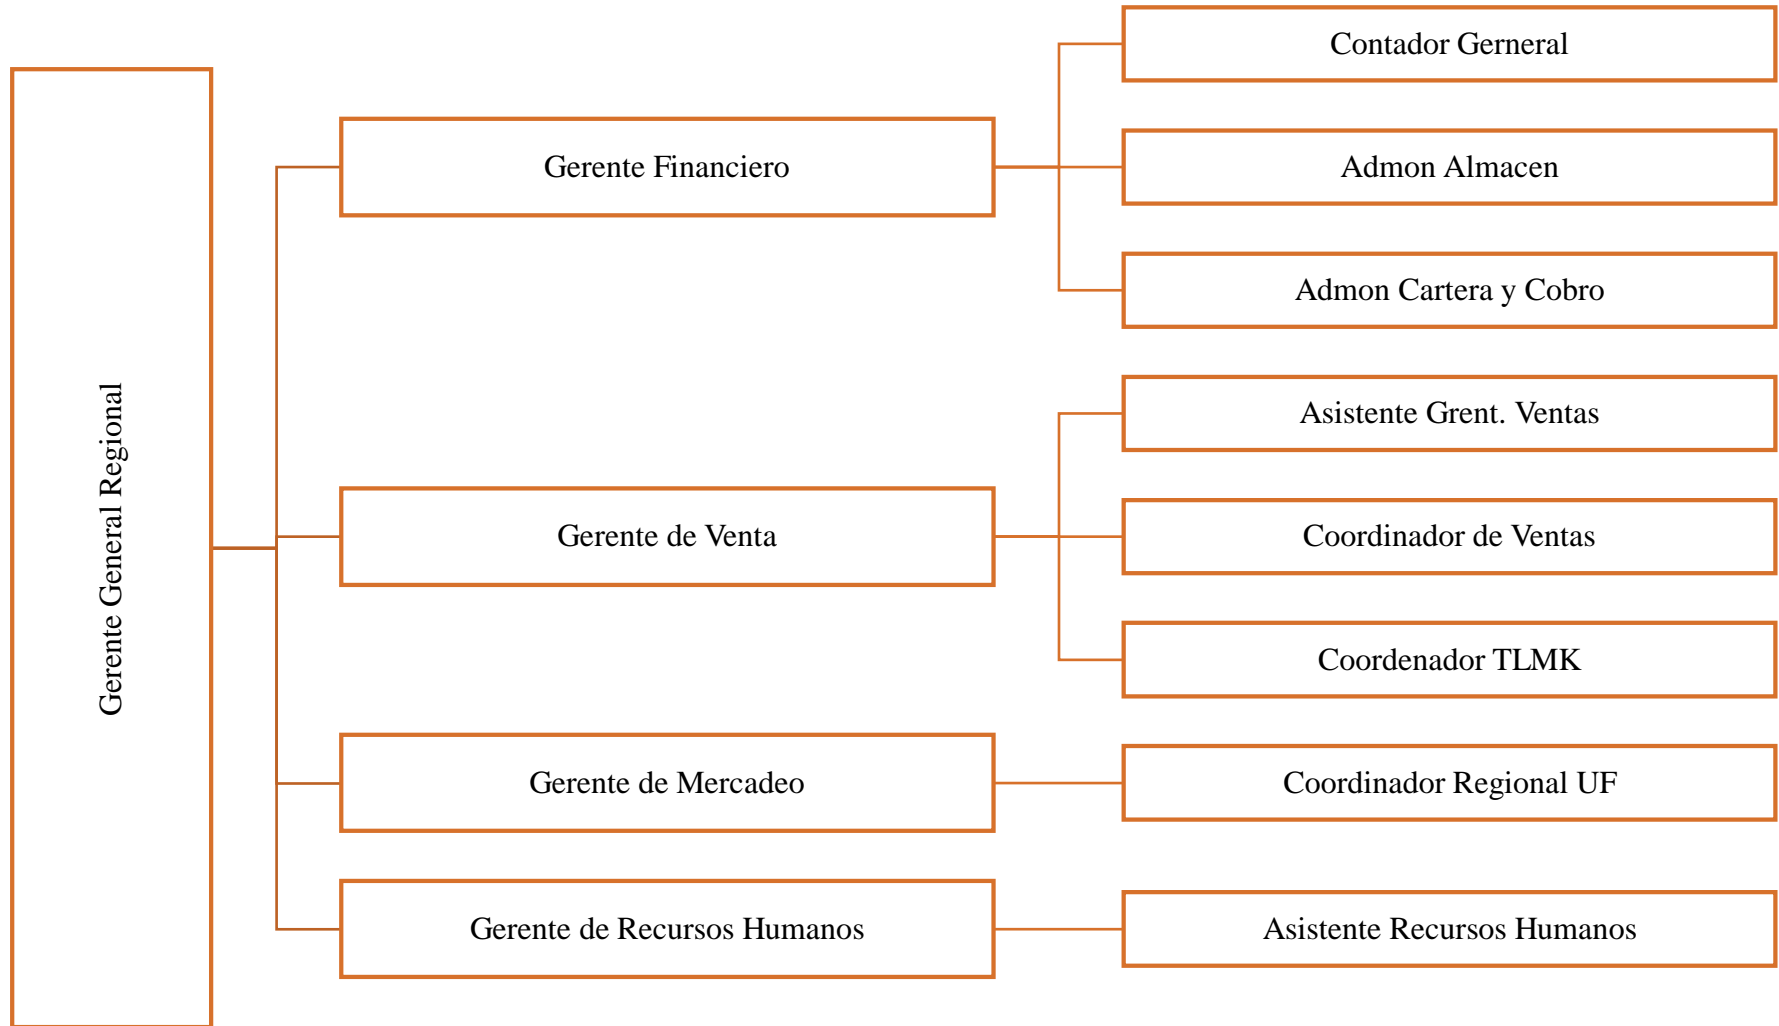 Gerente General Regional
Gerente Financiero
Contador Gerneral
Admon Almacen
Admon Cartera y Cobro
Gerente de Venta
Asistente Grent. Ventas
Coordinador de Ventas
Coordenador TLMK
Gerente de Mercadeo
Coordinador Regional UF
Gerente de Recursos Humanos
Asistente Recursos Humanos